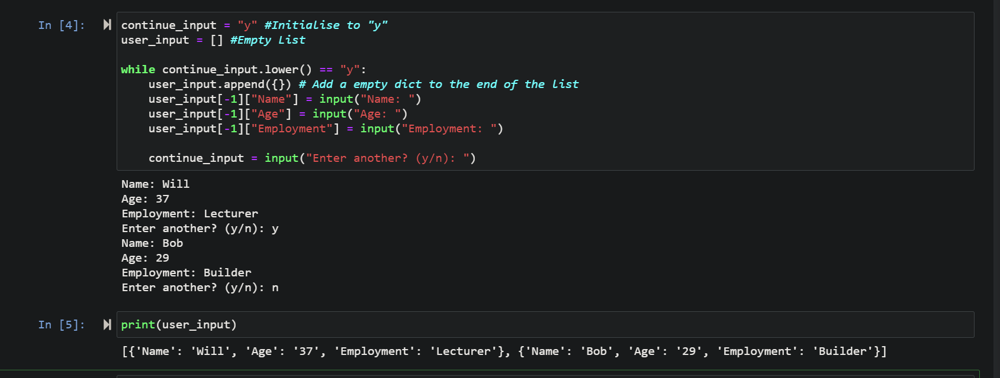 In [4]:
continue_input = "y" #Initialise to "y"
user_input = [] #Empty List

while continue_input.lower() == "y":
    user_input.append({}) # Add a empty dict to the end of the list
    user_input[-1]["Name"] = input("Name: ")
    user_input[-1]["Age"] = input("Age: ")
    user_input[-1]["Employment"] = input("Employment: ")

    continue_input = input("Enter another? (y/n): ")
Name: Will
Age: 37
Employment: Lecturer
Enter another? (y/n): y
Name: Bob
Age: 29
Employment: Builder
Enter another? (y/n): n
In [5]:
print(user_input)
[{'Name': 'Will', 'Age': '37', 'Employment': 'Lecturer'}, {'Name': 'Bob', 'Age': '29', 'Employment': 'Builder'}]